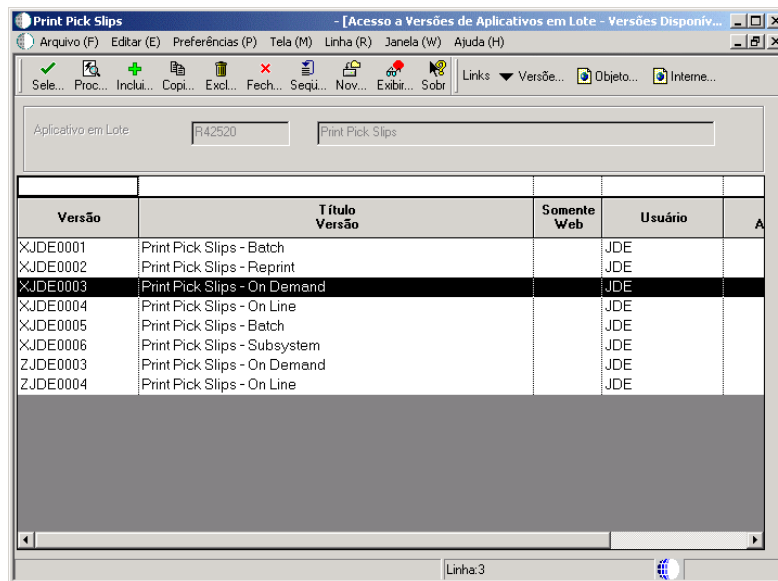 Print Pick Slips - [Acesso a Versões de Aplicativos em Lote - Versões Disponív...
Arquivo (F) Editar (E) Preferências (P) Tela (M) Linha (R) Janela (W) Ajuda (H)
Sele... Proc... Inclui... Copi... Excl... Fech... Seqü... Nov... Exibir... Sobr Links Versõe... Objeto... Interne...
Aplicativo em Lote R42520 Print Pick Slips
Versão Título Versão Somente Web Usuário A
XJDE0001 Print Pick Slips - Batch JDE
XJDE0002 Print Pick Slips - Reprint JDE
XJDE0003 Print Pick Slips - On Demand JDE
XJDE0004 Print Pick Slips - On Line JDE
XJDE0005 Print Pick Slips - Batch JDE
XJDE0006 Print Pick Slips - Subsystem JDE
ZJDE0003 Print Pick Slips - On Demand JDE
ZJDE0004 Print Pick Slips - On Line JDE
Linha:3